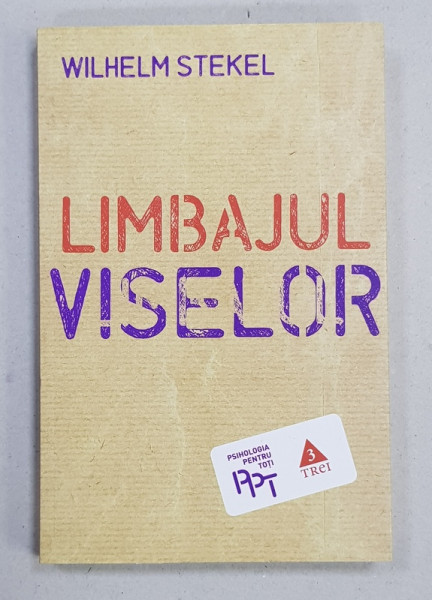 WILHELM STEKEL
LIMBAJUL
VISELOR
PSIHOLOGIA
PENTRU
TOȚI
PPT
3
TREI